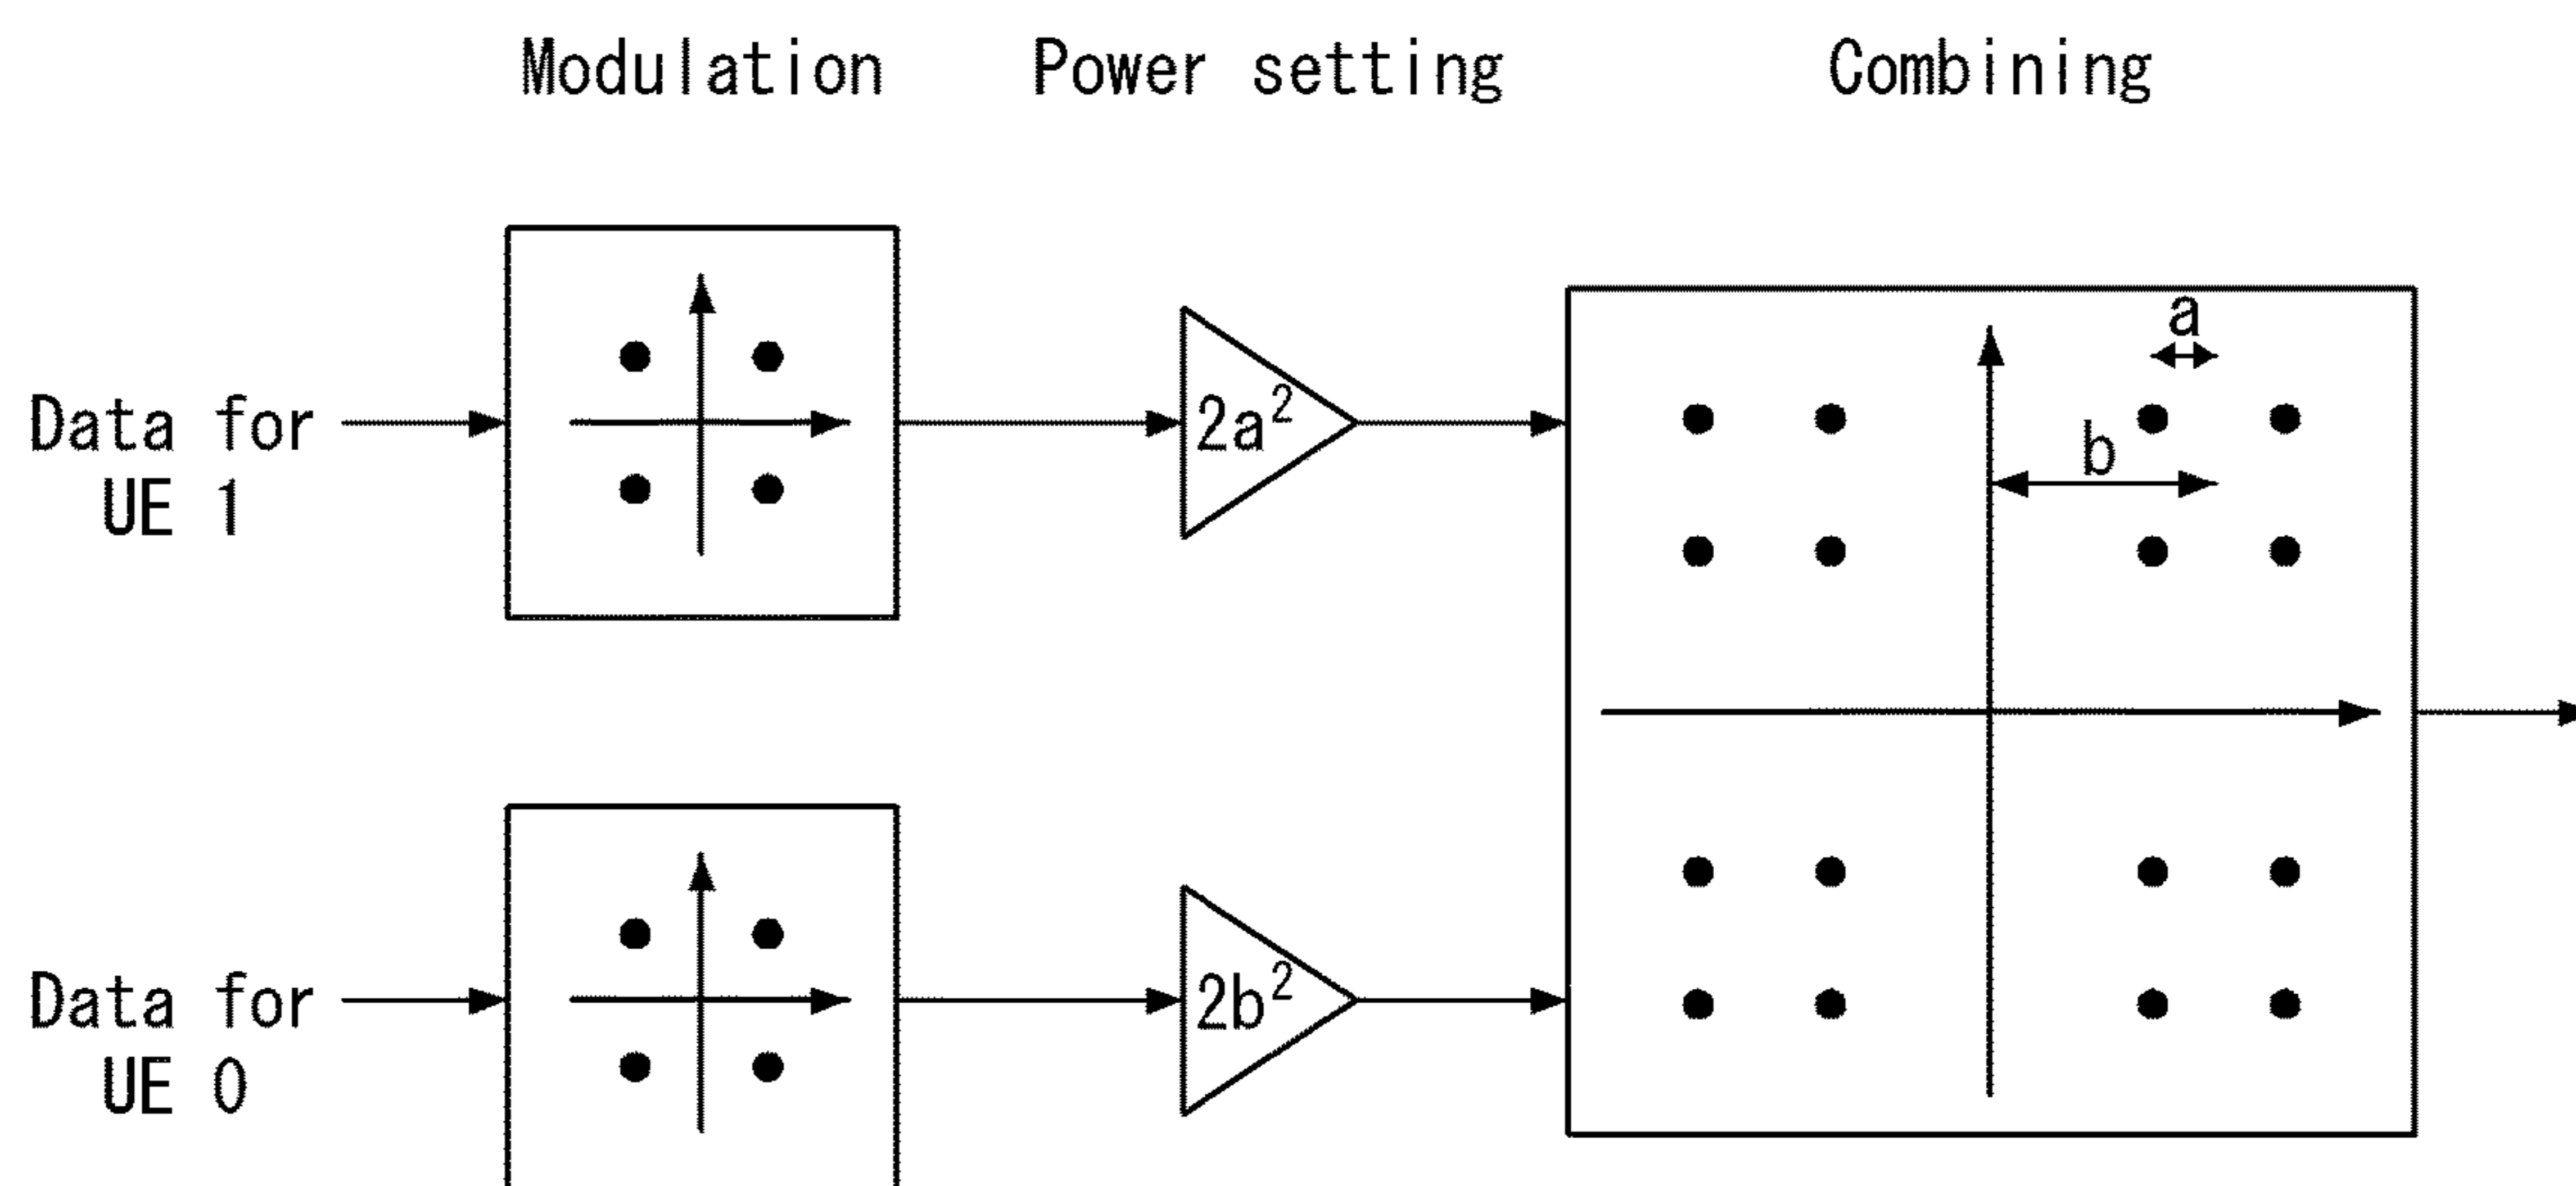 Modulation Power setting Combining
Data for
UE 1
2a²
a
b
Data for
UE 0
2b²